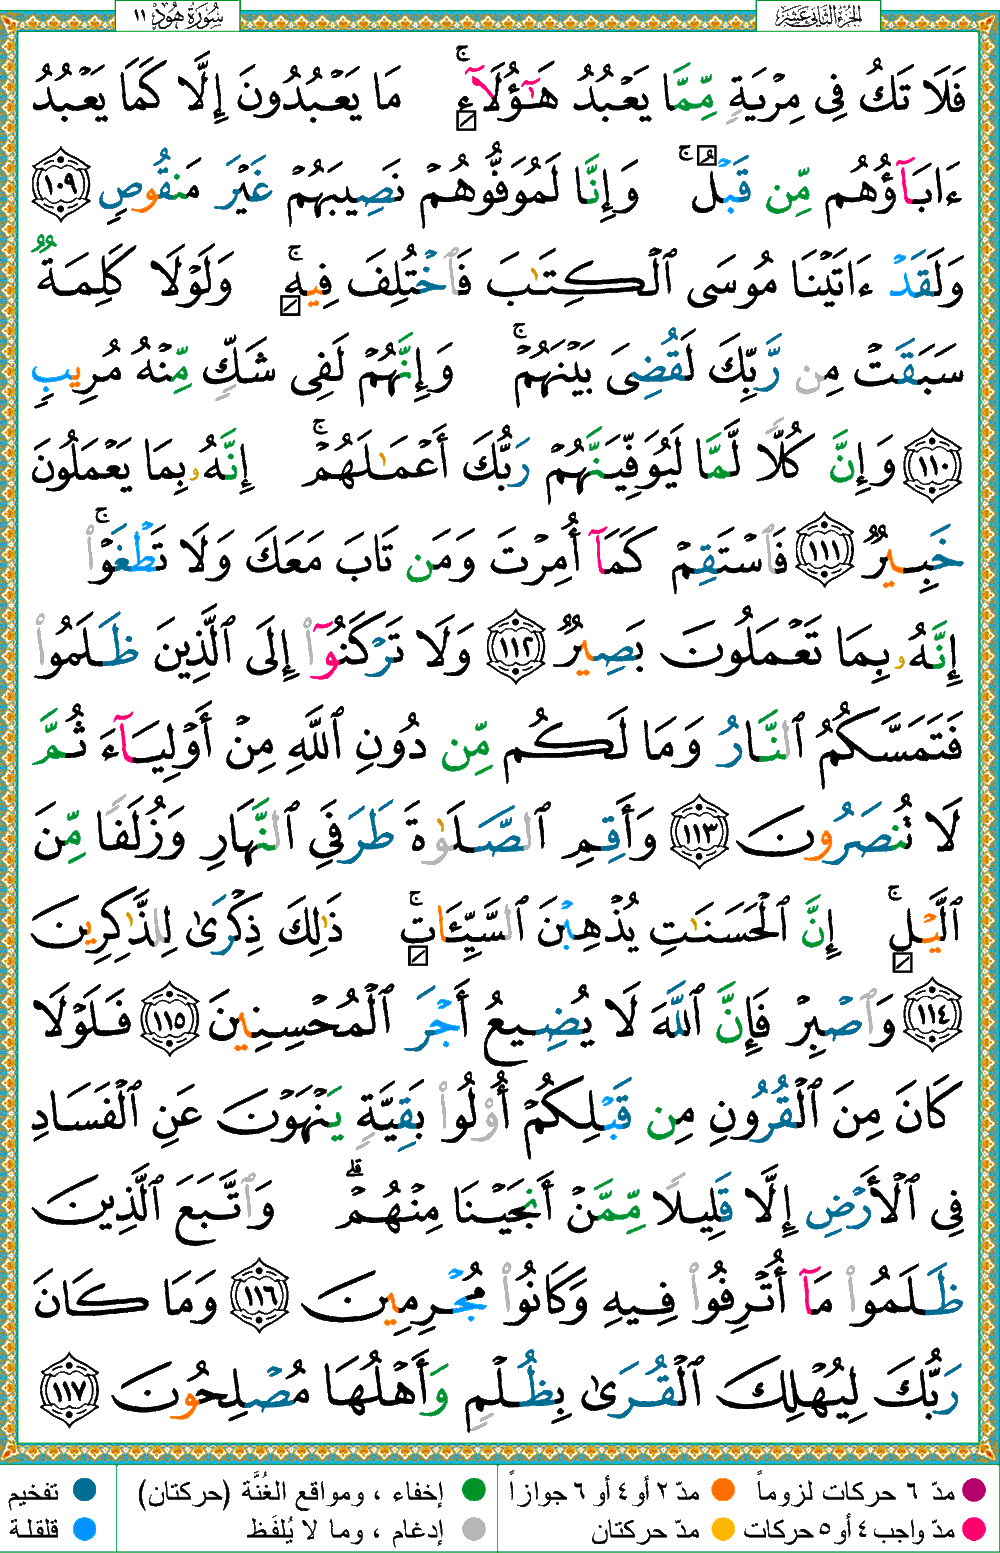 الجزء الثاني عشر
سورة هود ١١
فَلَا تَكُ فِى مِرْيَةٍ مِّمَّا يَعْبُدُ هَـٰٓؤُلَآءِ ۚ مَا يَعْبُدُونَ إِلَّا كَمَا يَعْبُدُ
ءَابَآؤُهُم مِّن قَبْلُ ۚ وَإِنَّا لَمُوَفُّوهُمْ نَصِيبَهُمْ غَيْرَ مَنقُوصٍ ١٠٩
وَلَقَدْ ءَاتَيْنَا مُوسَى ٱلْكِتَـٰبَ فَٱخْتُلِفَ فِيهِ ۚ وَلَوْلَا كَلِمَةٌ
سَبَقَتْ مِن رَّبِّكَ لَقُضِىَ بَيْنَهُمْ ۚ وَإِنَّهُمْ لَفِى شَكٍّ مِّنْهُ مُرِيبٍ
١١٠ وَإِنَّ كُلًّا لَّمَّا لَيُوَفِّيَنَّهُمْ رَبُّكَ أَعْمَـٰلَهُمْ ۚ إِنَّهُۥ بِمَا يَعْمَلُونَ
خَبِيرٌ ١١١ فَٱسْتَقِمْ كَمَآ أُمِرْتَ وَمَن تَابَ مَعَكَ وَلَا تَطْغَوْا۟ ۚ
إِنَّهُۥ بِمَا تَعْمَلُونَ بَصِيرٌ ١١٢ وَلَا تَرْكَنُوٓا۟ إِلَى ٱلَّذِينَ ظَلَمُوا۟
فَتَمَسَّكُمُ ٱلنَّارُ وَمَا لَكُم مِّن دُونِ ٱللَّهِ مِنْ أَوْلِيَآءَ ثُمَّ
لَا تُنصَرُونَ ١١٣ وَأَقِمِ ٱلصَّلَوٰةَ طَرَفَىِ ٱلنَّهَارِ وَزُلَفًا مِّنَ
ٱلَّيْلِ ۚ إِنَّ ٱلْحَسَنَـٰتِ يُذْهِبْنَ ٱلسَّيِّـَٔاتِ ۚ ذَٰلِكَ ذِكْرَىٰ لِلذَّٰكِرِينَ
١١٤ وَٱصْبِرْ فَإِنَّ ٱللَّهَ لَا يُضِيعُ أَجْرَ ٱلْمُحْسِنِينَ ١١٥ فَلَوْلَا
كَانَ مِنَ ٱلْقُرُونِ مِن قَبْلِكُمْ أُو۟لُوا۟ بَقِيَّةٍ يَنْهَوْنَ عَنِ ٱلْفَسَادِ
فِى ٱلْأَرْضِ إِلَّا قَلِيلًا مِّمَّنْ أَنجَيْنَا مِنْهُمْ ۗ وَٱتَّبَعَ ٱلَّذِينَ
ظَلَمُوا۟ مَآ أُتْرِفُوا۟ فِيهِ وَكَانُوا۟ مُجْرِمِينَ ١١٦ وَمَا كَانَ
رَبُّكَ لِيُهْلِكَ ٱلْقُرَىٰ بِظُلْمٍ وَأَهْلُهَا مُصْلِحُونَ ١١٧
مدّ ٦ حركات لزوماً مدّ ٢ أو ٤ أو ٦ جوازاً إخفاء ، ومواقع الغُنَّة (حركتان) تفخيم
مدّ واجب ٤ أو ٥ حركات مدّ حركتان إدغام ، وما لا يُلفَظ قلقلة